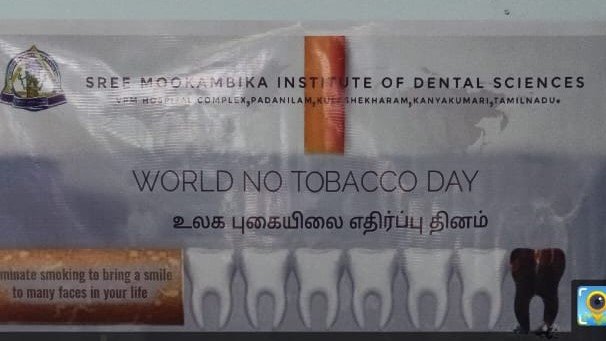 SREE MOOKAMBIKA INSTITUTE OF DENTAL SCIENCES
VPM HOSPITAL COMPLEX,PADANILAM,KULASHEKHARAM,KANYAKUMARI,TAMILNADU.
WORLD NO TOBACCO DAY
உலக புகையிலை எதிர்ப்பு தினம்
minate smoking to bring a smile
to many faces in your life